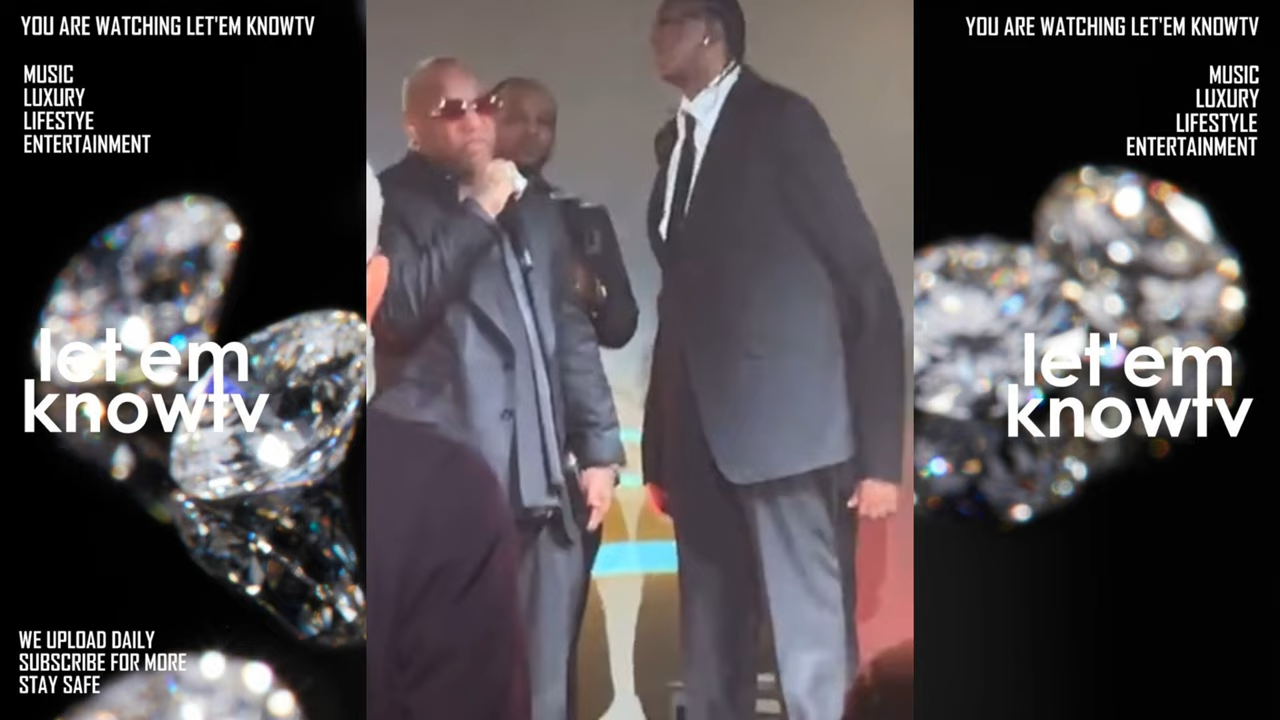 YOU ARE WATCHING LET'EM KNOWTV
MUSIC
LUXURY
LIFESTYE
ENTERTAINMENT
let'em
knowtv
WE UPLOAD DAILY
SUBSCRIBE FOR MORE
STAY SAFE
YOU ARE WATCHING LET'EM KNOWTV
MUSIC
LUXURY
LIFESTYLE
ENTERTAINMENT
let'em
knowtv